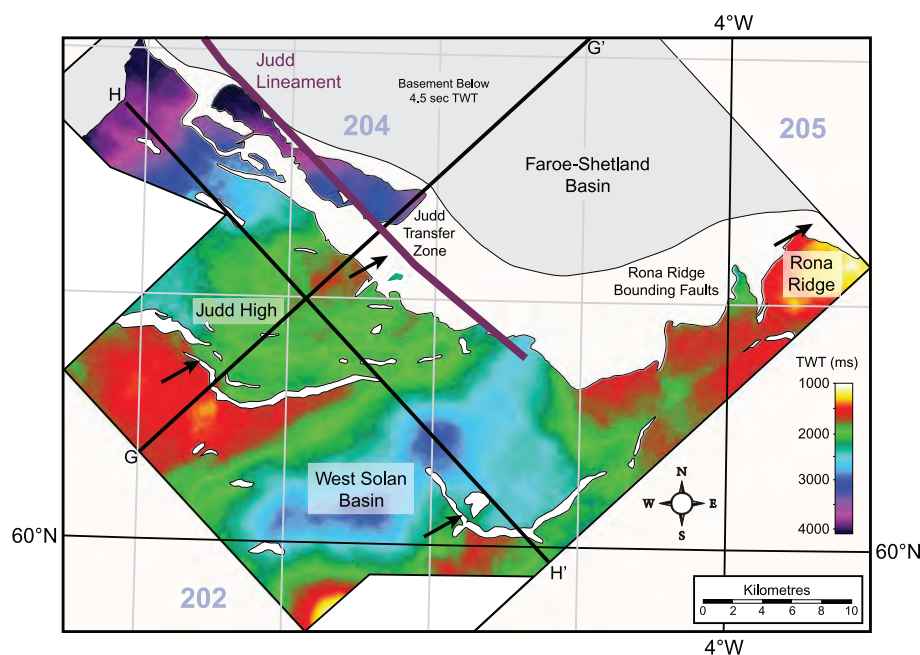 4°W
G'
Judd
Lineament
Basement Below
4.5 sec TWT
H
204
205
Faroe-Shetland
Basin
Judd
Transfer
Zone
Rona Ridge
Bounding Faults
Rona
Ridge
Judd High
TWT (ms)
1000
2000
3000
4000
G
West Solan
Basin
N
W
E
S
60°N
60°N
H'
202
Kilometres
0 2 4 6 8 10
4°W